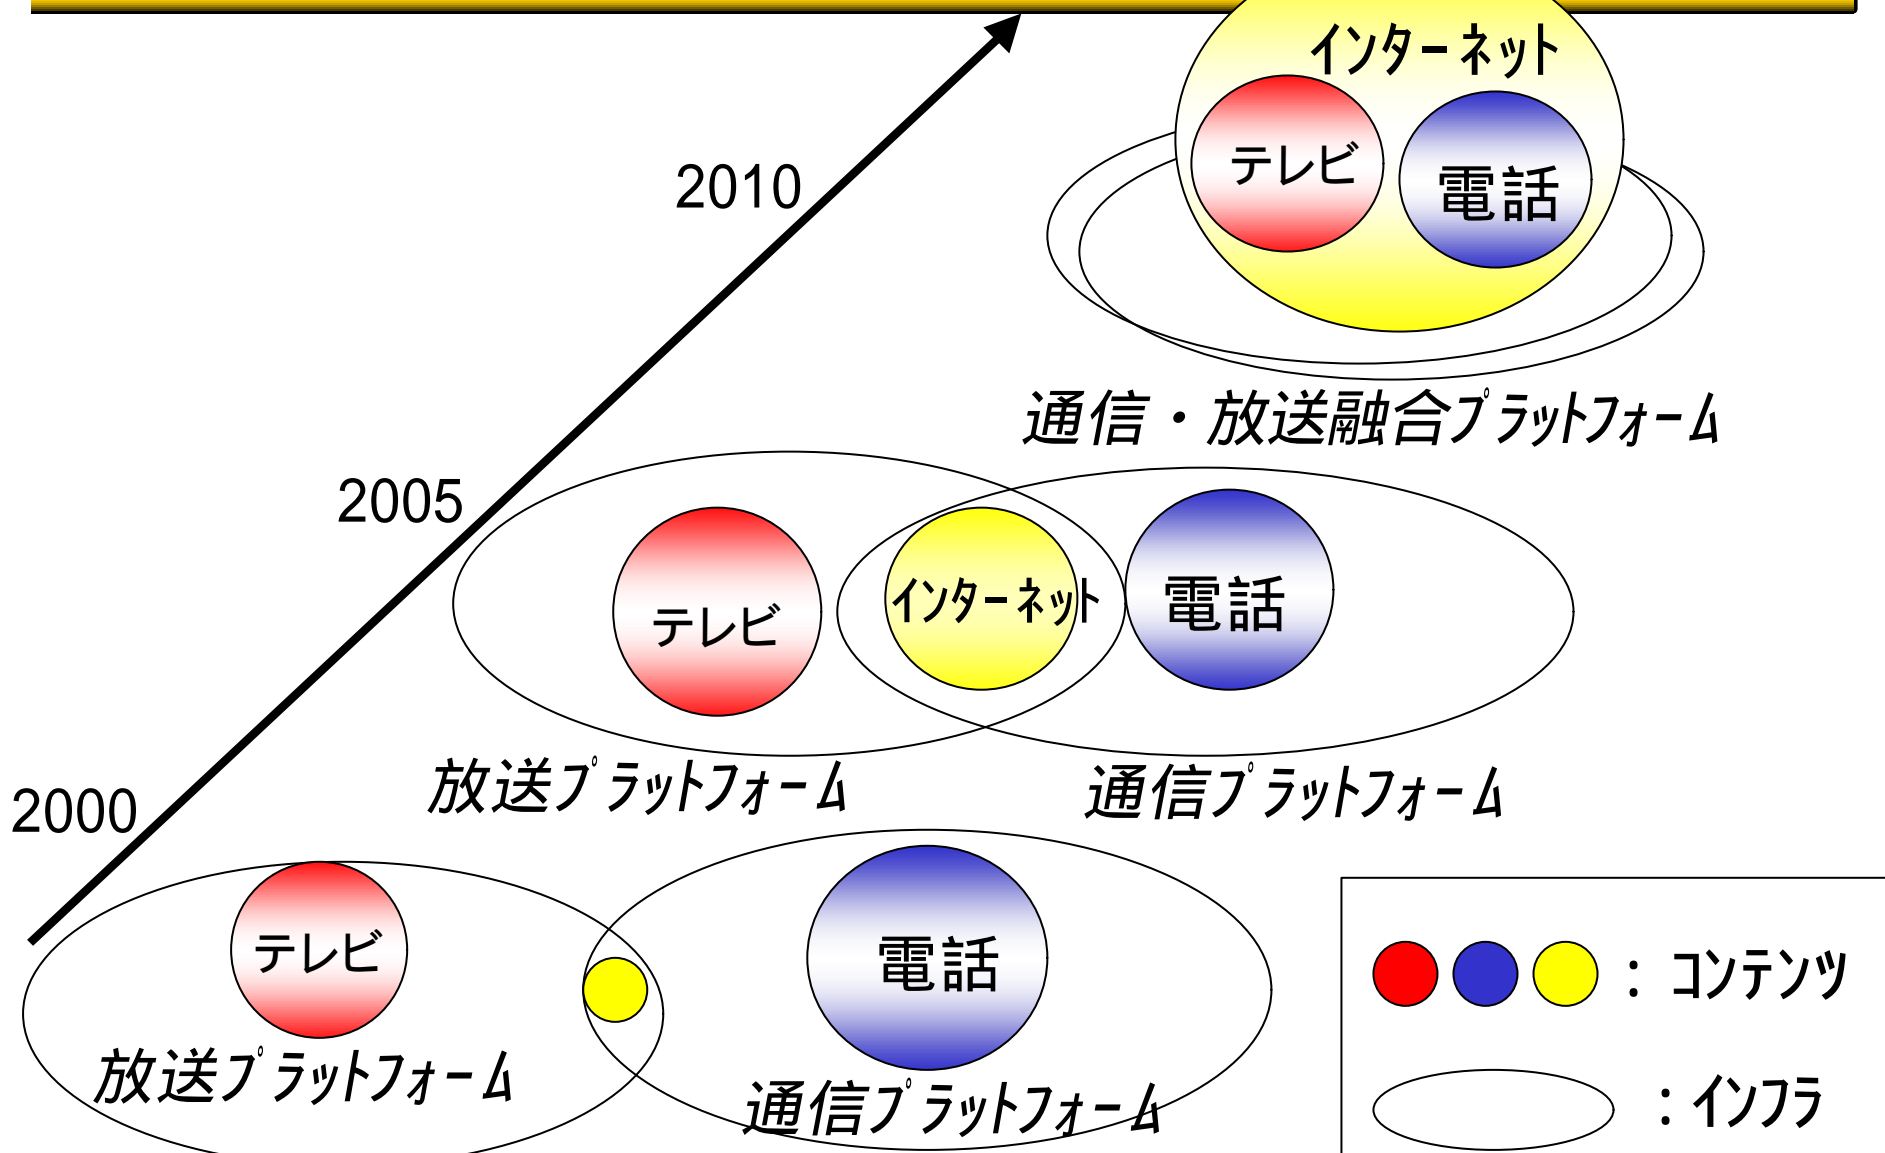 インターネット
テレビ
電話
2010
通信・放送融合プラットフォーム
2005
テレビ
インターネット
電話
放送プラットフォーム
通信プラットフォーム
2000
テレビ
電話
放送プラットフォーム
通信プラットフォーム
：コンテンツ
：インフラ